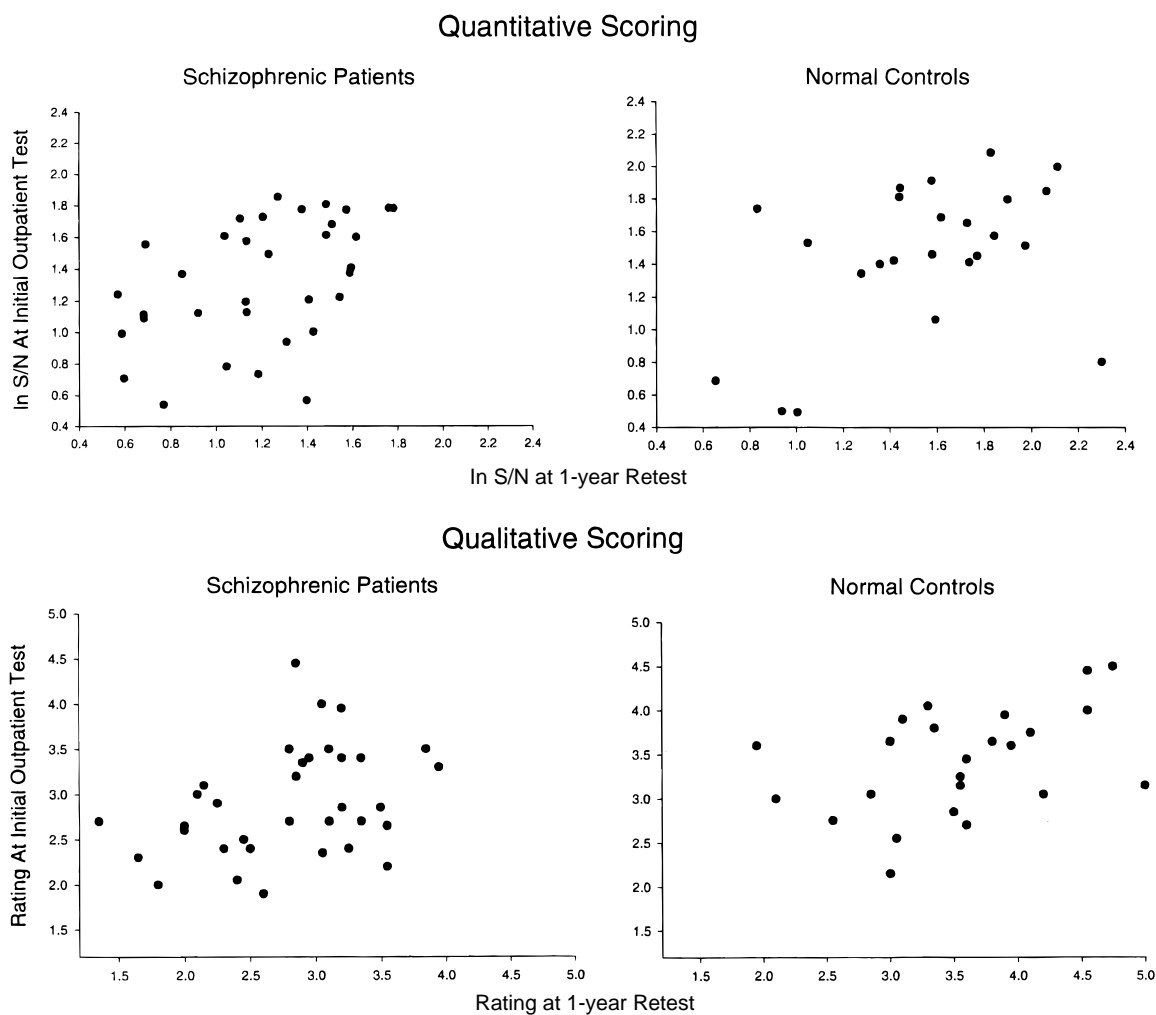 Quantitative Scoring
Schizophrenic Patients
Normal Controls
ln S/N At Initial Outpatient Test
2.4
2.2
2.0
1.8
1.6
1.4
1.2
1.0
0.8
0.6
0.4
0.4 0.6 0.8 1.0 1.2 1.4 1.6 1.8 2.0 2.2 2.4
2.4
2.2
2.0
1.8
1.6
1.4
1.2
1.0
0.8
0.6
0.4
0.4 0.6 0.8 1.0 1.2 1.4 1.6 1.8 2.0 2.2 2.4
ln S/N at 1-year Retest
Qualitative Scoring
Schizophrenic Patients
Normal Controls
Rating At Initial Outpatient Test
5.0
4.5
4.0
3.5
3.0
2.5
2.0
1.5
1.5 2.0 2.5 3.0 3.5 4.0 4.5 5.0
5.0
4.5
4.0
3.5
3.0
2.5
2.0
1.5
1.5 2.0 2.5 3.0 3.5 4.0 4.5 5.0
Rating at 1-year Retest